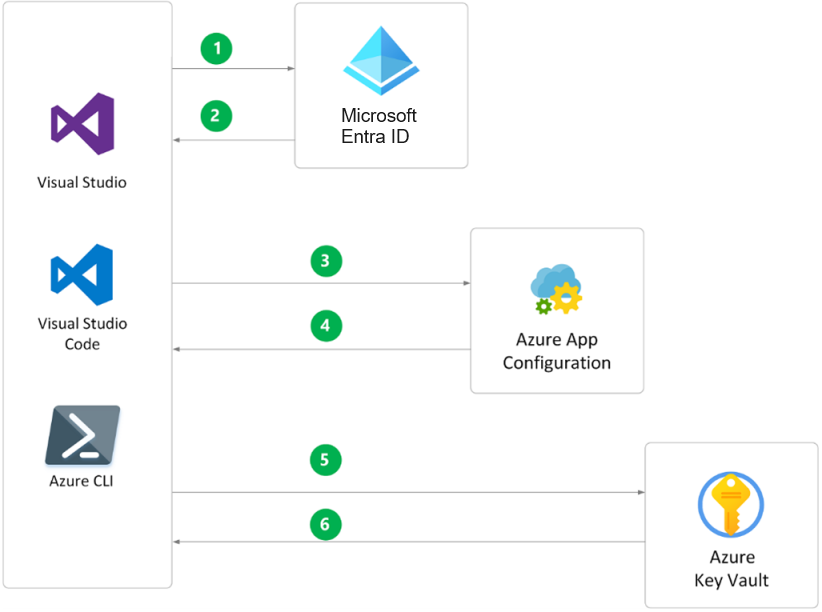 1
Microsoft
Entra ID
2
Visual Studio
3
Visual Studio
Code
4
Azure App
Configuration
Azure CLI
5
6
Azure
Key Vault